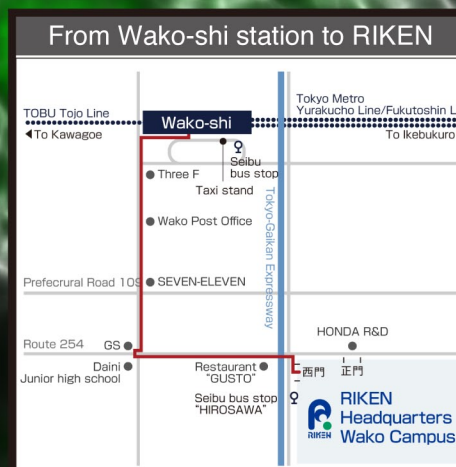 From Wako-shi station to RIKEN
TOBU Tojo Line
◀To Kawagoe
Wako-shi
Tokyo Metro
Yurakucho Line/Fukutoshin L
To Ikebukuro
Seibu
bus stop
Taxi stand
Three F
Wako Post Office
Tokyo-Gaikan Expressway
Prefecrural Road 109
SEVEN-ELEVEN
Route 254
GS
HONDA R&D
Daini
Junior high school
Restaurant
"GUSTO"
西門
正門
Seibu bus stop
"HIROSAWA"
RIKEN
RIKEN
Headquarters
Wako Campus